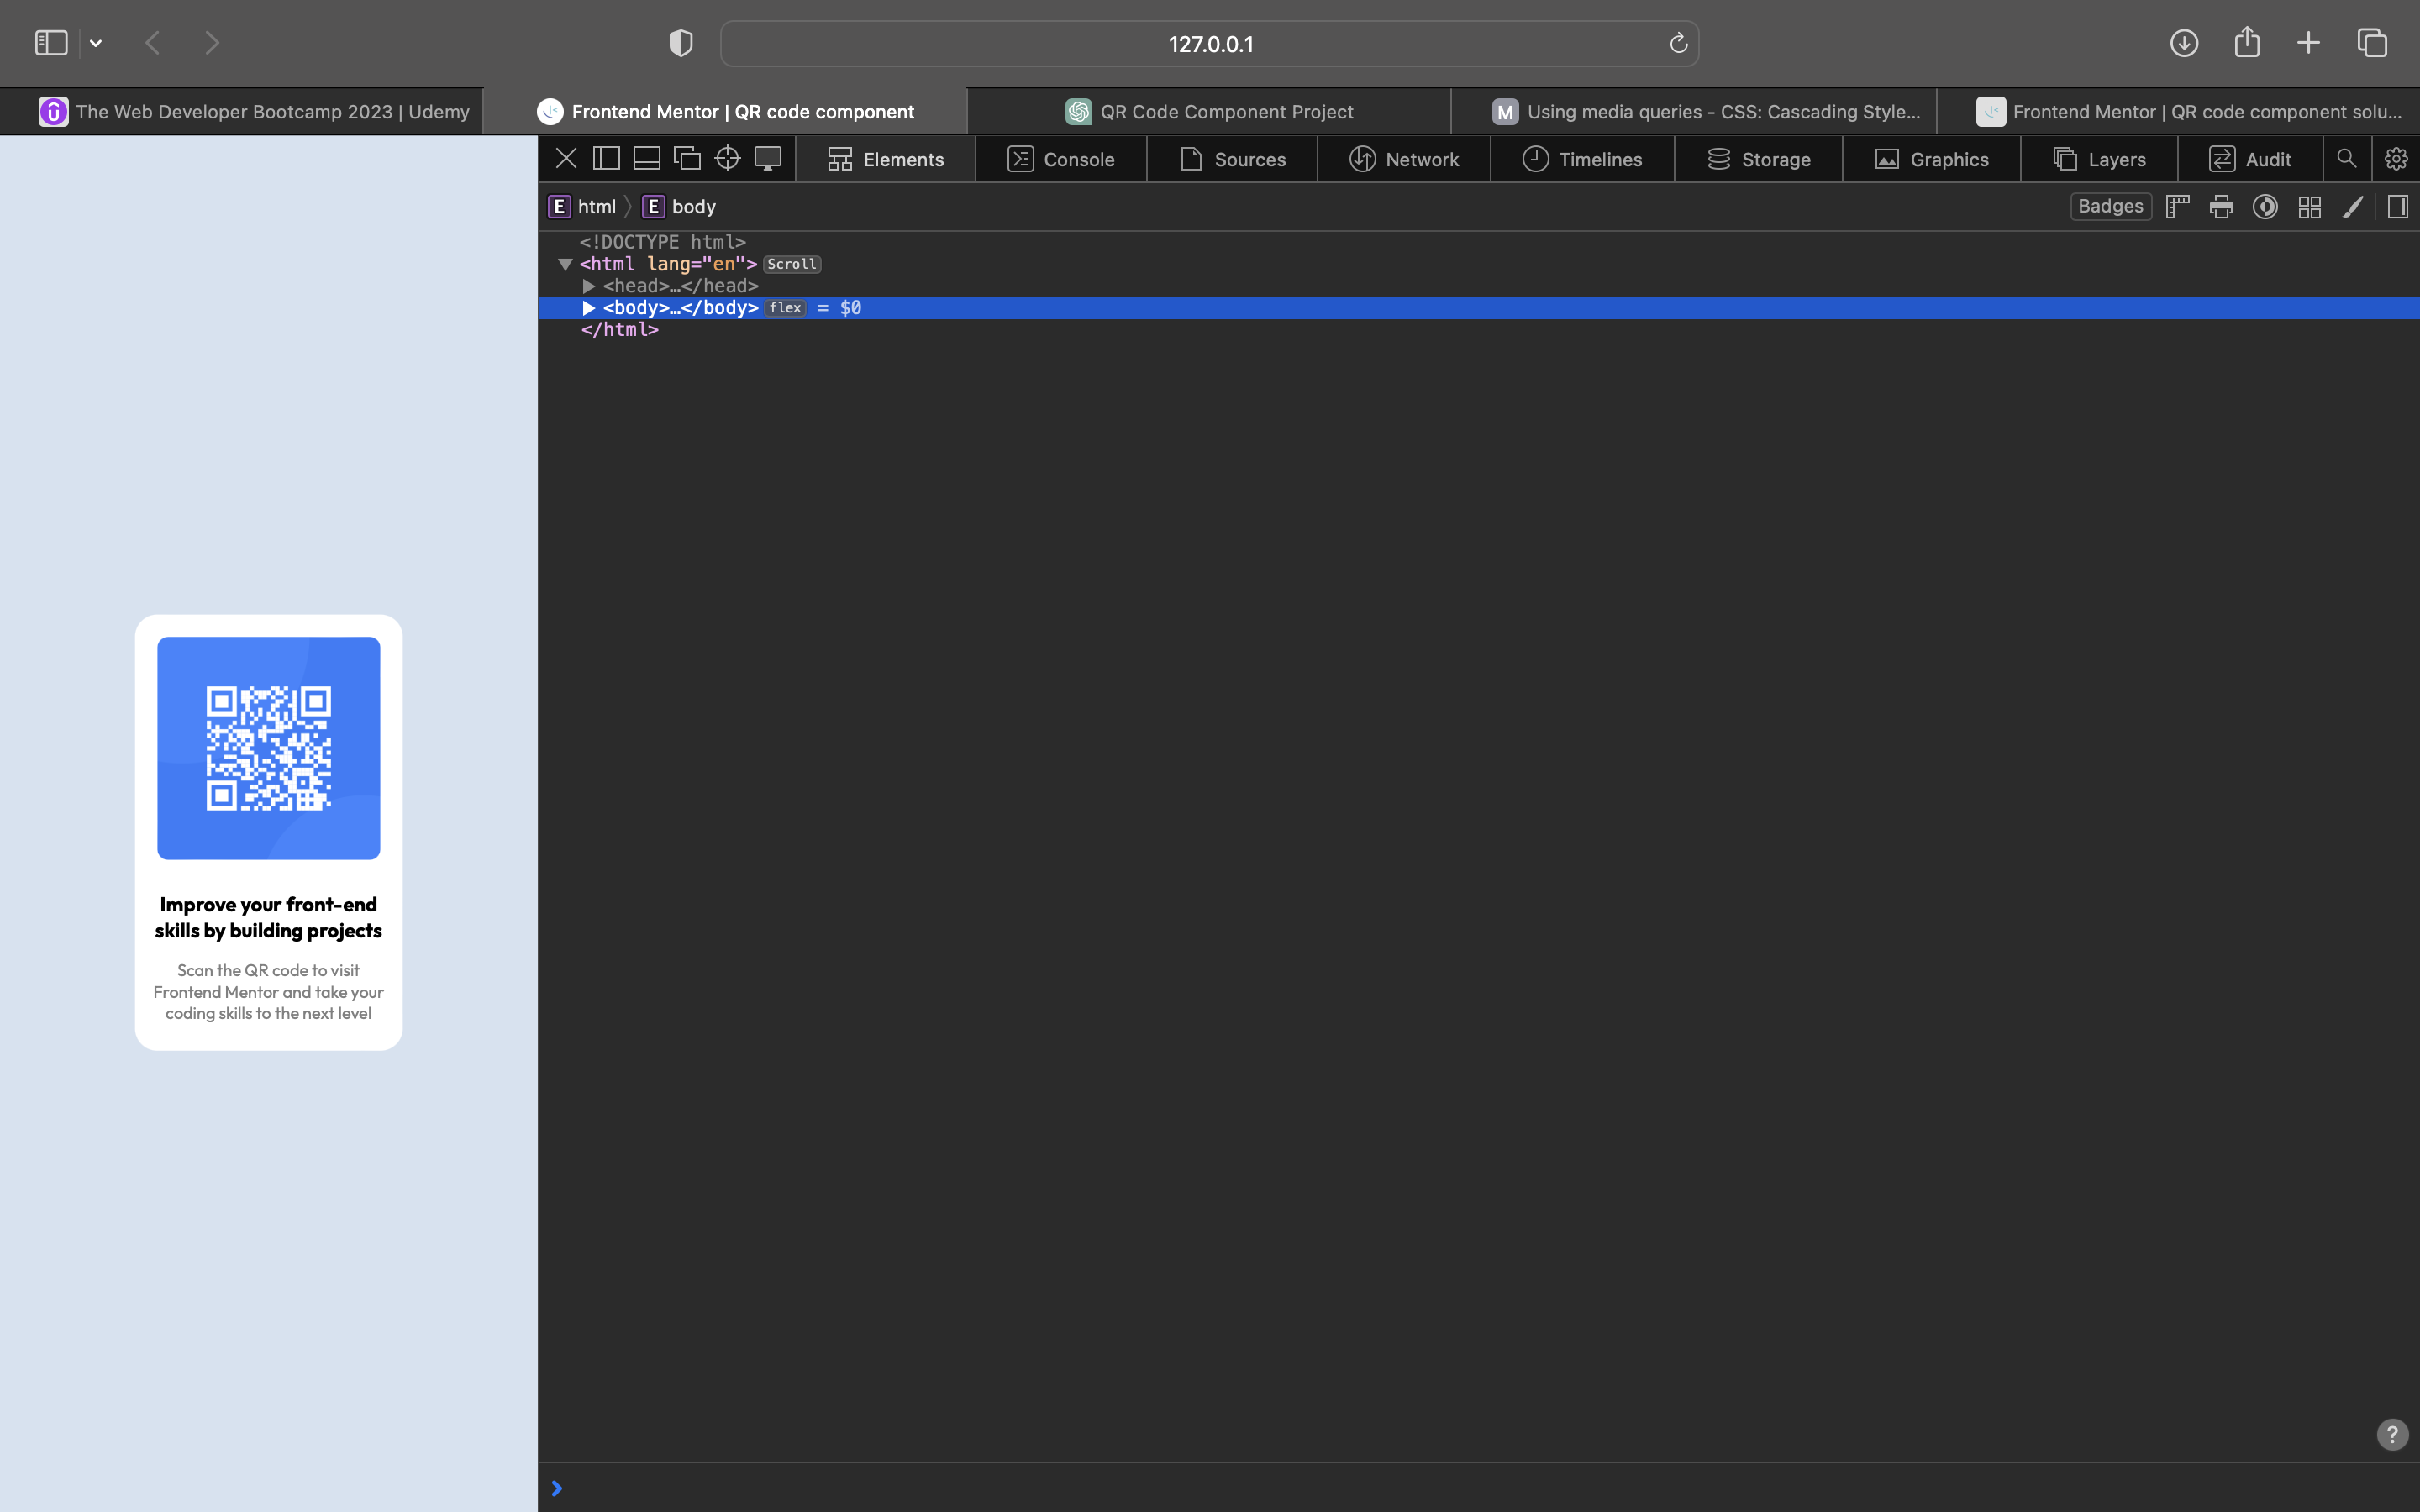 127.0.0.1
The Web Developer Bootcamp 2023 | Udemy
Frontend Mentor | QR code component
QR Code Component Project
M Using media queries - CSS: Cascading Style...
Frontend Mentor | QR code component solu...
Elements
Console
Sources
Network
Timelines
Storage
Graphics
Layers
Audit
E html
E body
Badges
<!DOCTYPE html>
<html lang="en"> Scroll
<head>…</head>
<body>…</body> flex = $0
</html>
Improve your front-end
skills by building projects
Scan the QR code to visit
Frontend Mentor and take your
coding skills to the next level
?